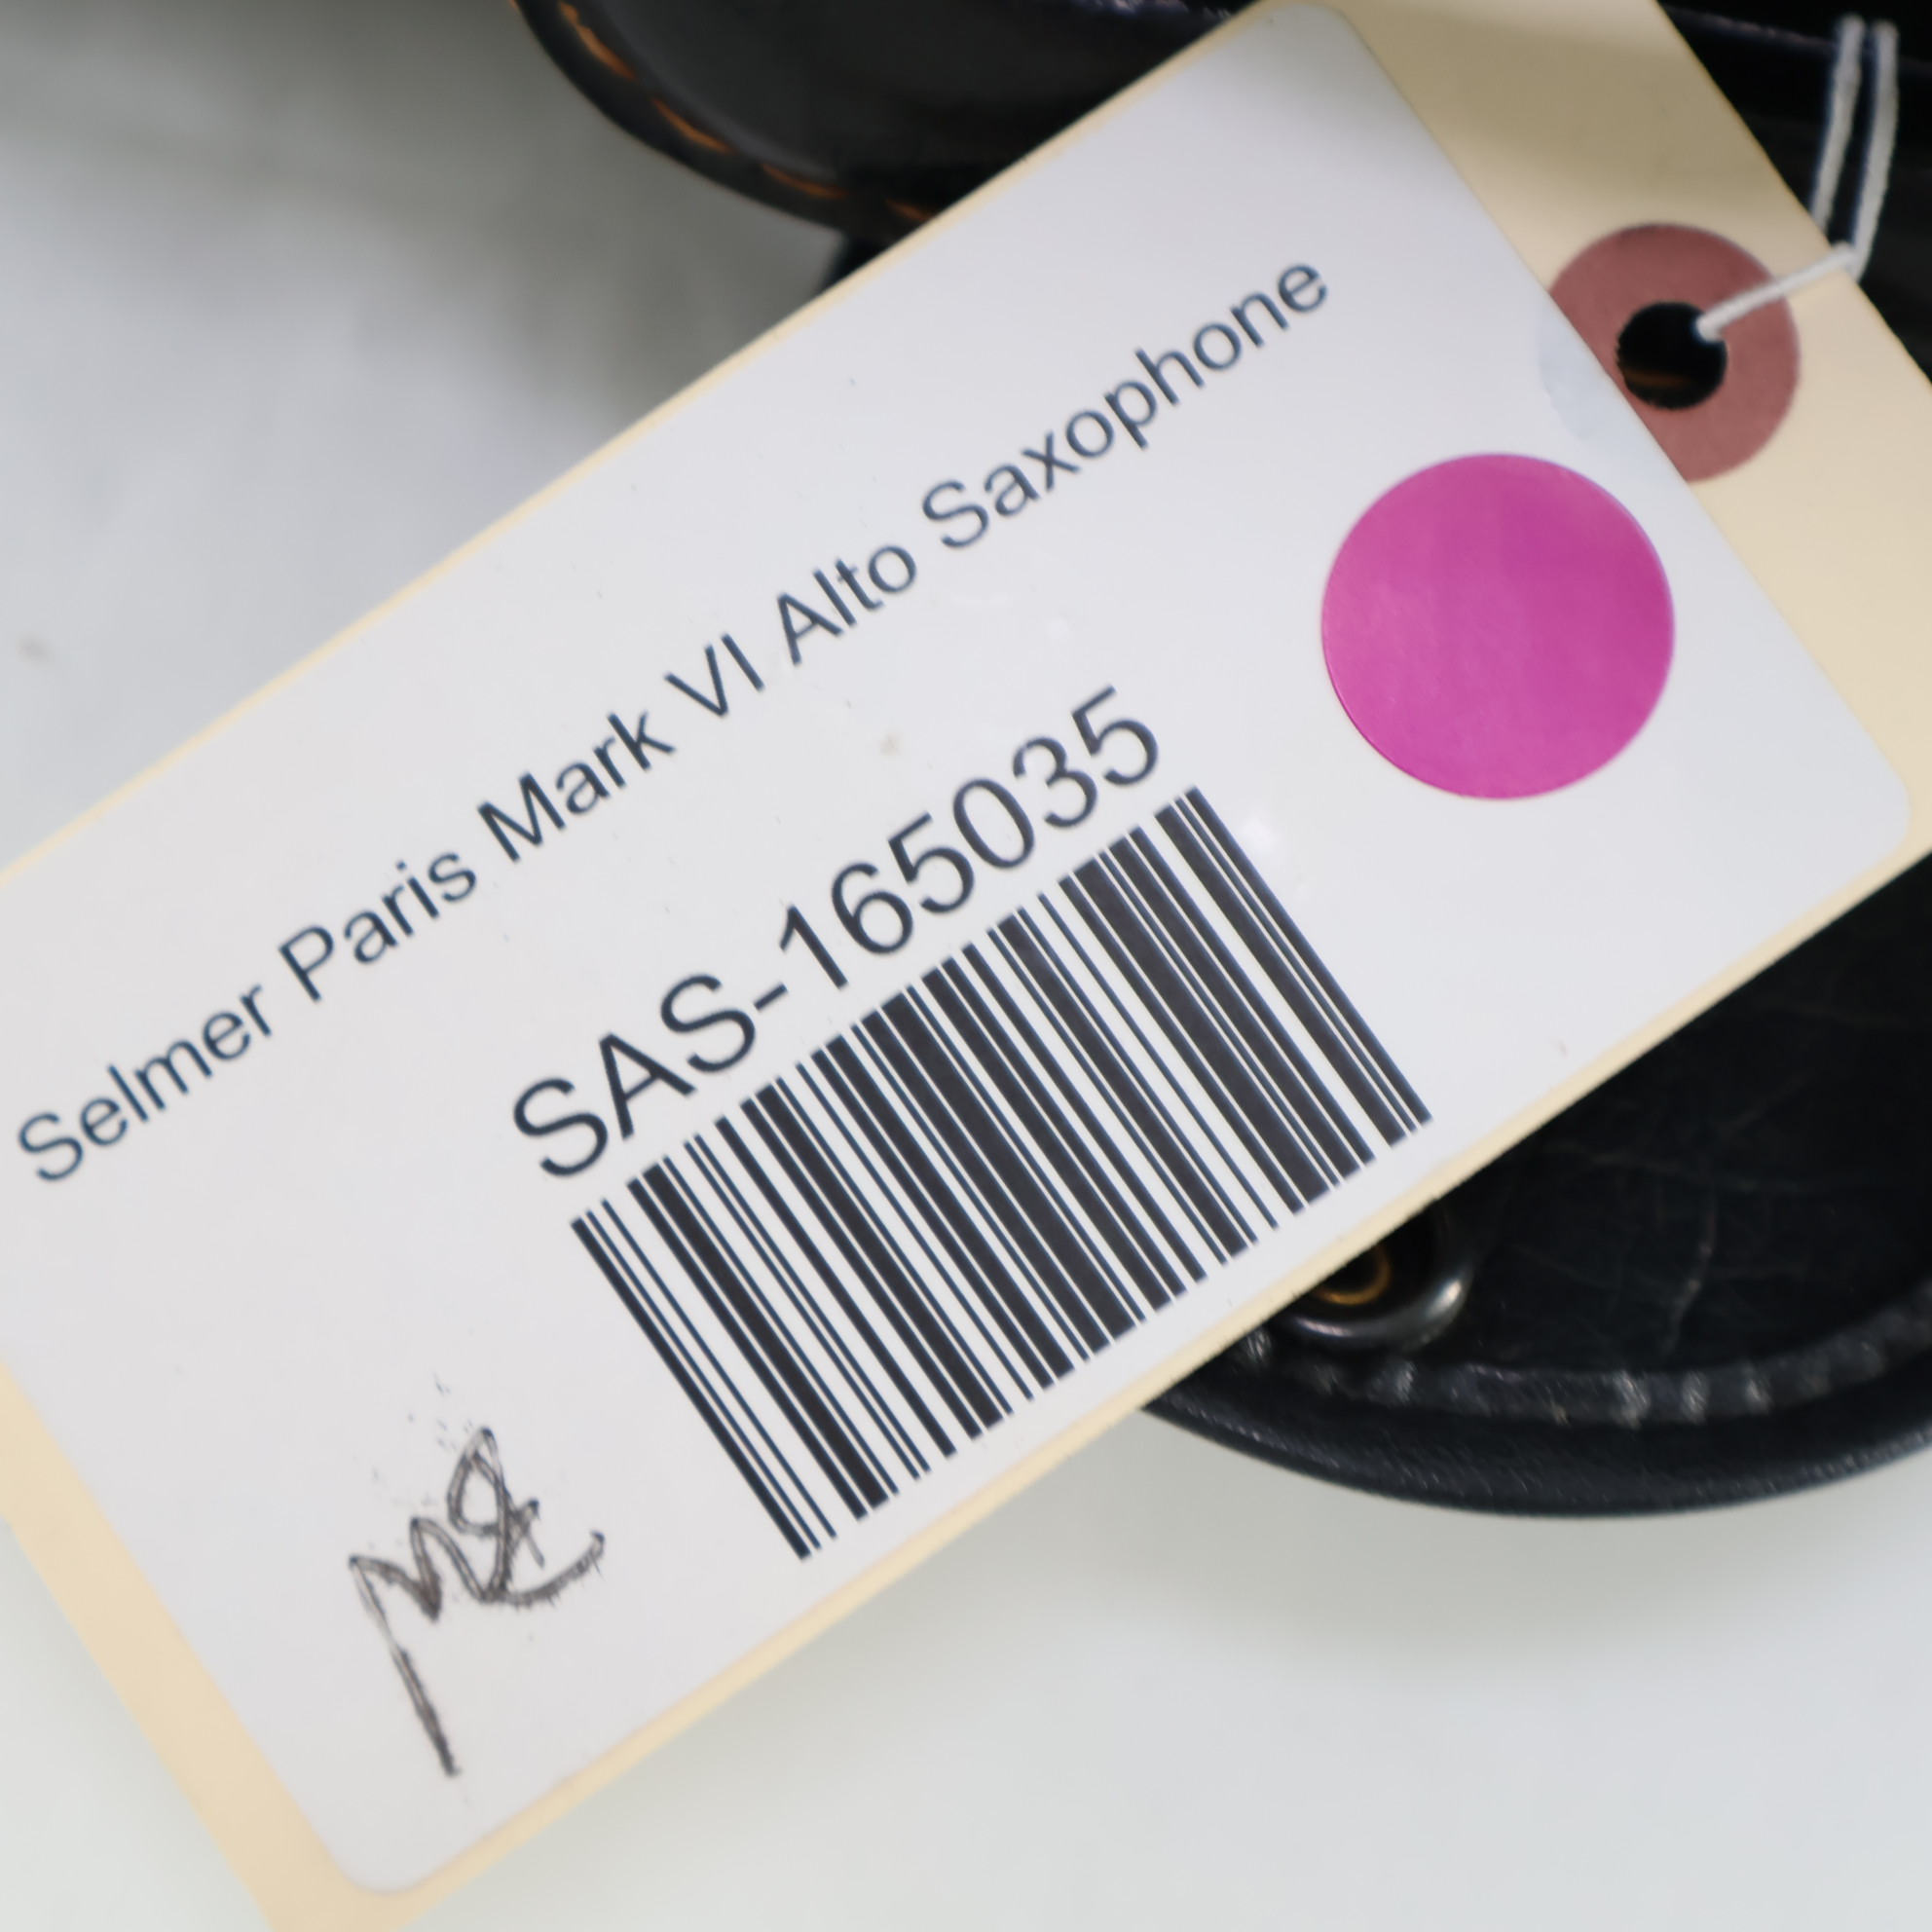 Selmer Paris Mark VI Alto Saxophone
SAS-165035